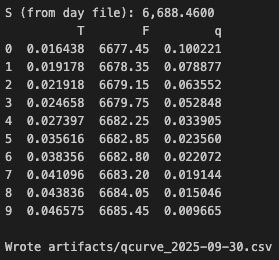 S (from day file): 6,688.4600
T F q
0 0.016438 6677.45 0.100221
1 0.019178 6678.35 0.078877
2 0.021918 6679.15 0.063552
3 0.024658 6679.75 0.052848
4 0.027397 6682.25 0.033905
5 0.035616 6682.85 0.023560
6 0.038356 6682.80 0.022072
7 0.041096 6683.20 0.019144
8 0.043836 6684.05 0.015046
9 0.046575 6685.45 0.009665
Wrote artifacts/qcurve_2025-09-30.csv